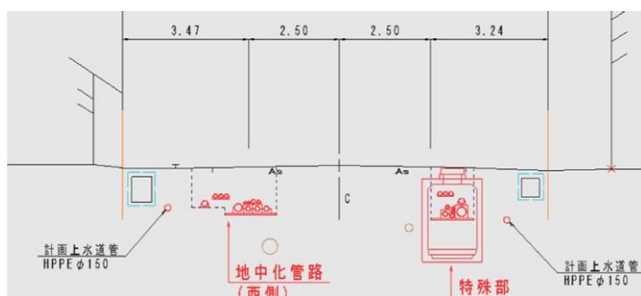 3.47 2.50 2.50 3.24
As As
C
計画上水道管
HPPEφ150
地中化管路
(西側)
特殊部
計画上水道管
HPPEφ150